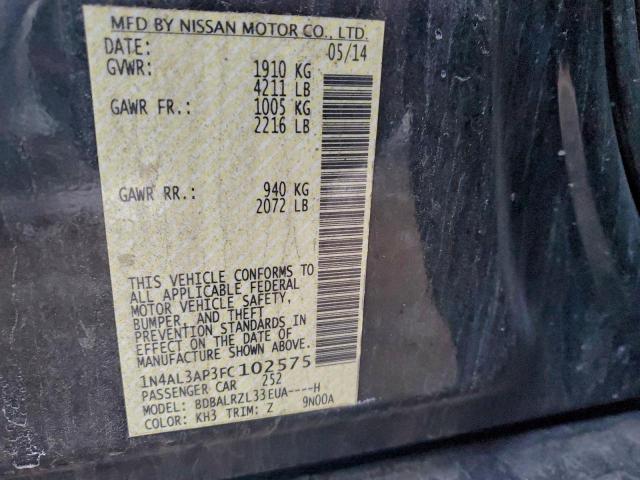 MFD BY NISSAN MOTOR CO., LTD.
DATE: 05/14
GVWR: 1910 KG
4211 LB
GAWR FR.: 1005 KG
2216 LB
GAWR RR.: 940 KG
2072 LB
THIS VEHICLE CONFORMS TO
ALL APPLICABLE FEDERAL
MOTOR VEHICLE SAFETY,
BUMPER, AND THEFT
PREVENTION STANDARDS IN
EFFECT ON THE DATE OF
MANUFACTURE SHOWN ABOVE.
1N4AL3AP3FC102575
PASSENGER CAR 252
MODEL: BDBALRZL33EUA----H
COLOR: KH3 TRIM: Z 9N00A